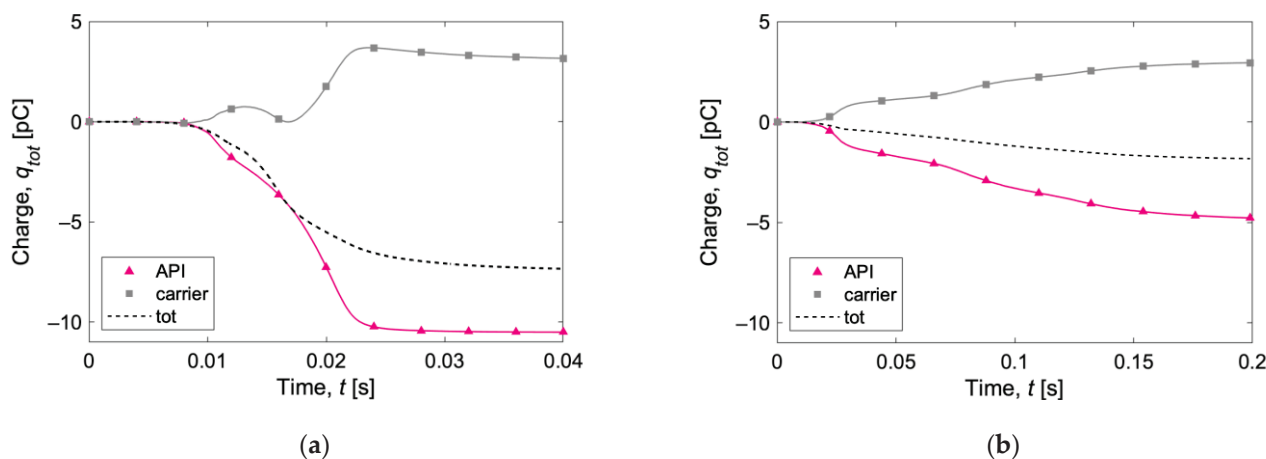 5
0
−5
−10
Charge, q_tot [pC]
API
carrier
tot
0
0.01
0.02
0.03
0.04
Time, t [s]
(a)
5
0
−5
−10
Charge, q_tot [pC]
API
carrier
tot
0
0.05
0.1
0.15
0.2
Time, t [s]
(b)